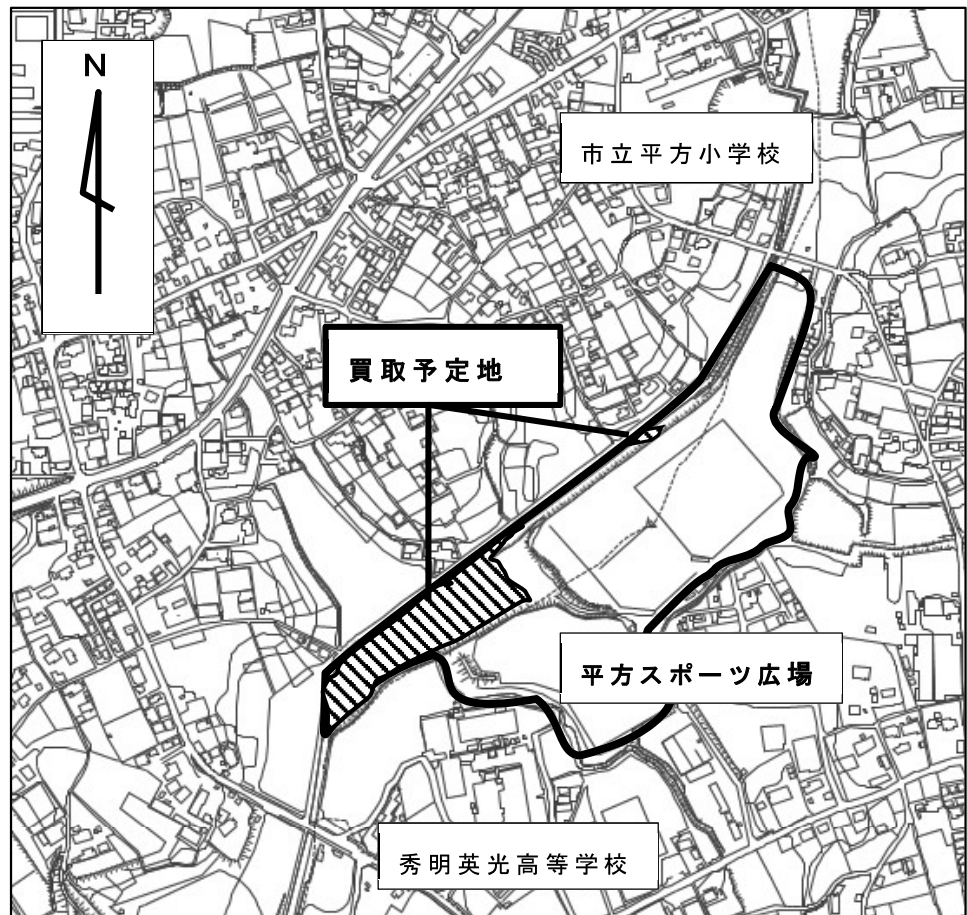 N
市立平方小学校
買取予定地
平方スポーツ広場
秀明英光高等学校